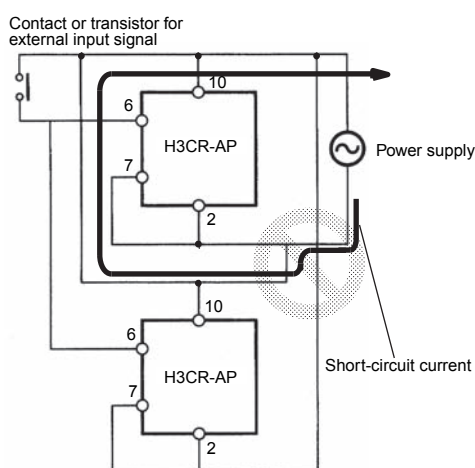 Contact or transistor for
external input signal
10
6
H3CR-AP
7
2
Power supply
10
6
H3CR-AP
7
2
Short-circuit current